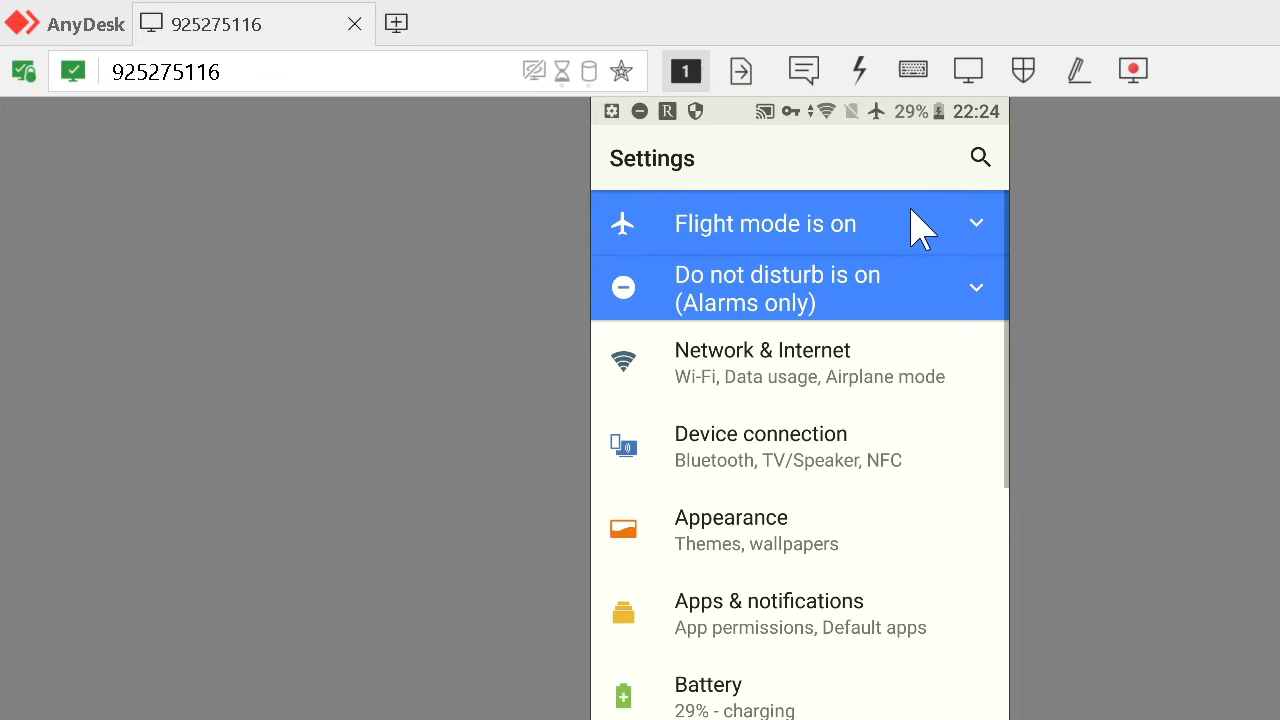 AnyDesk
925275116
925275116
1
R
29%
22:24
Settings
Flight mode is on
Do not disturb is on
(Alarms only)
Network & Internet
Wi-Fi, Data usage, Airplane mode
Device connection
Bluetooth, TV/Speaker, NFC
Appearance
Themes, wallpapers
Apps & notifications
App permissions, Default apps
Battery
29% - charging